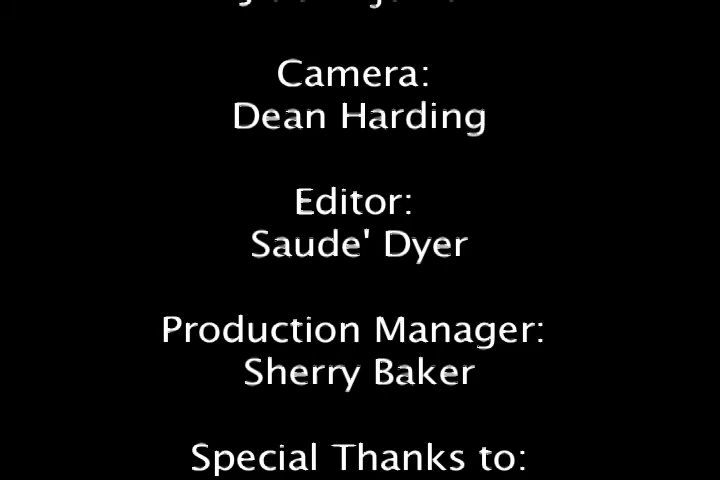 Camera:
Dean Harding
Editor:
Saude' Dyer
Production Manager:
Sherry Baker
Special Thanks to: